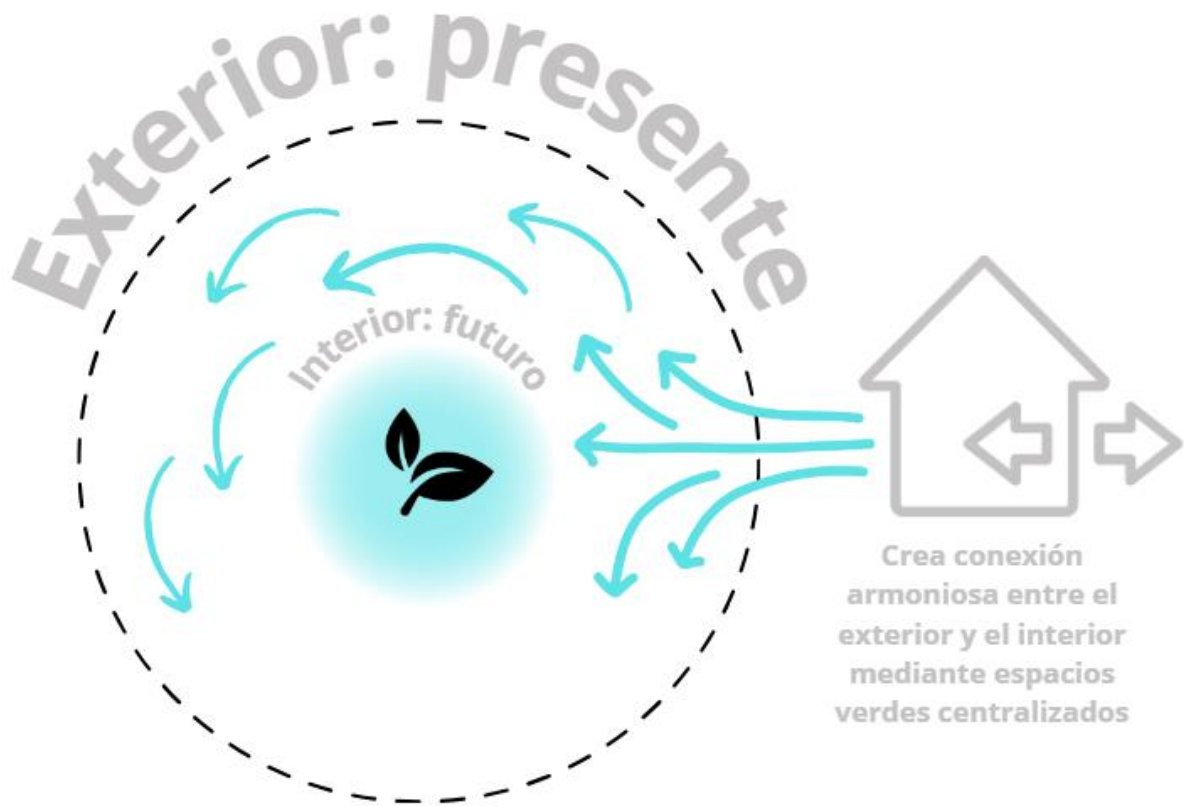 Exterior: presente
Interior: futuro
Crea conexión
armoniosa entre el
exterior y el interior
mediante espacios
verdes centralizados